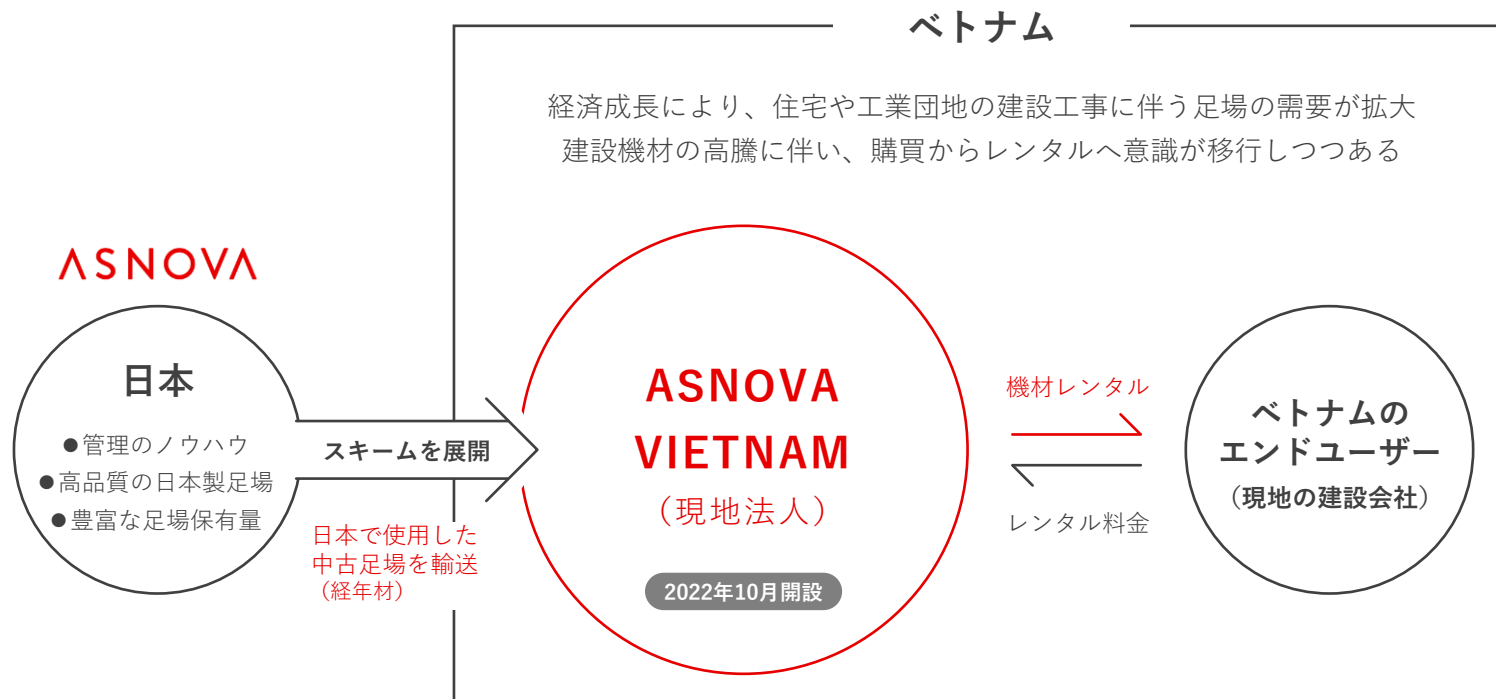 ベトナム
経済成長により、住宅や工業団地の建設工事に伴う足場の需要が拡大
建設機材の高騰に伴い、購買からレンタルへ意識が移行しつつある
ASNOVA
日本
●管理のノウハウ
●高品質の日本製足場
●豊富な足場保有量
スキームを展開
日本で使用した
中古足場を輸送
（経年材）
ASNOVA
VIETNAM
（現地法人）
2022年10月開設
機材レンタル
レンタル料金
ベトナムの
エンドユーザー
（現地の建設会社）